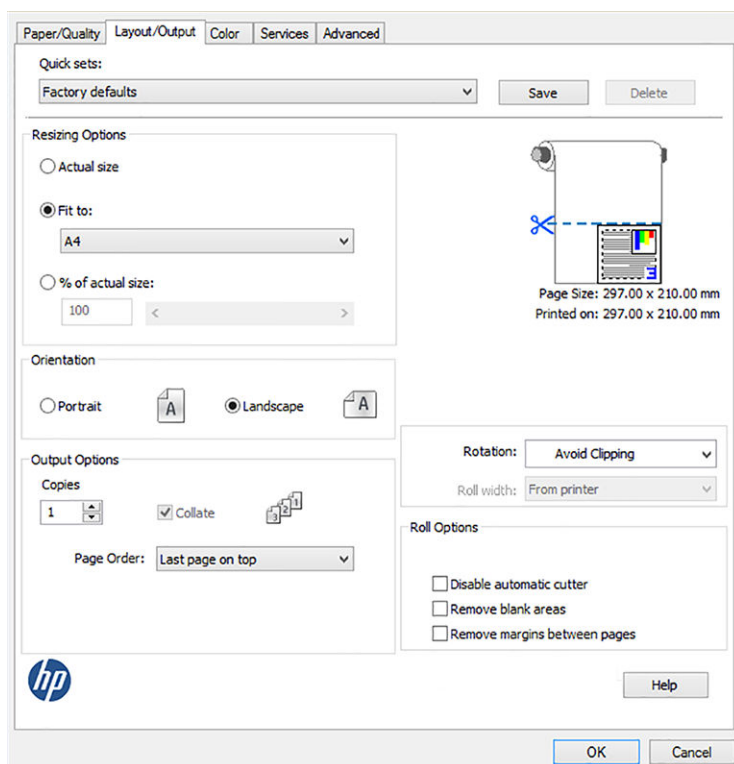 Paper/Quality Layout/Output Color Services Advanced
Quick sets:
Factory defaults
Save
Delete
Resizing Options
Actual size
Fit to:
A4
% of actual size:
100
Page Size: 297.00 x 210.00 mm
Printed on: 297.00 x 210.00 mm
Orientation
Portrait
A
Landscape
A
Rotation: Avoid Clipping
Roll width: From printer
Output Options
Copies
1
Collate
3 2 1
Page Order: Last page on top
Roll Options
Disable automatic cutter
Remove blank areas
Remove margins between pages
hp
Help
OK
Cancel